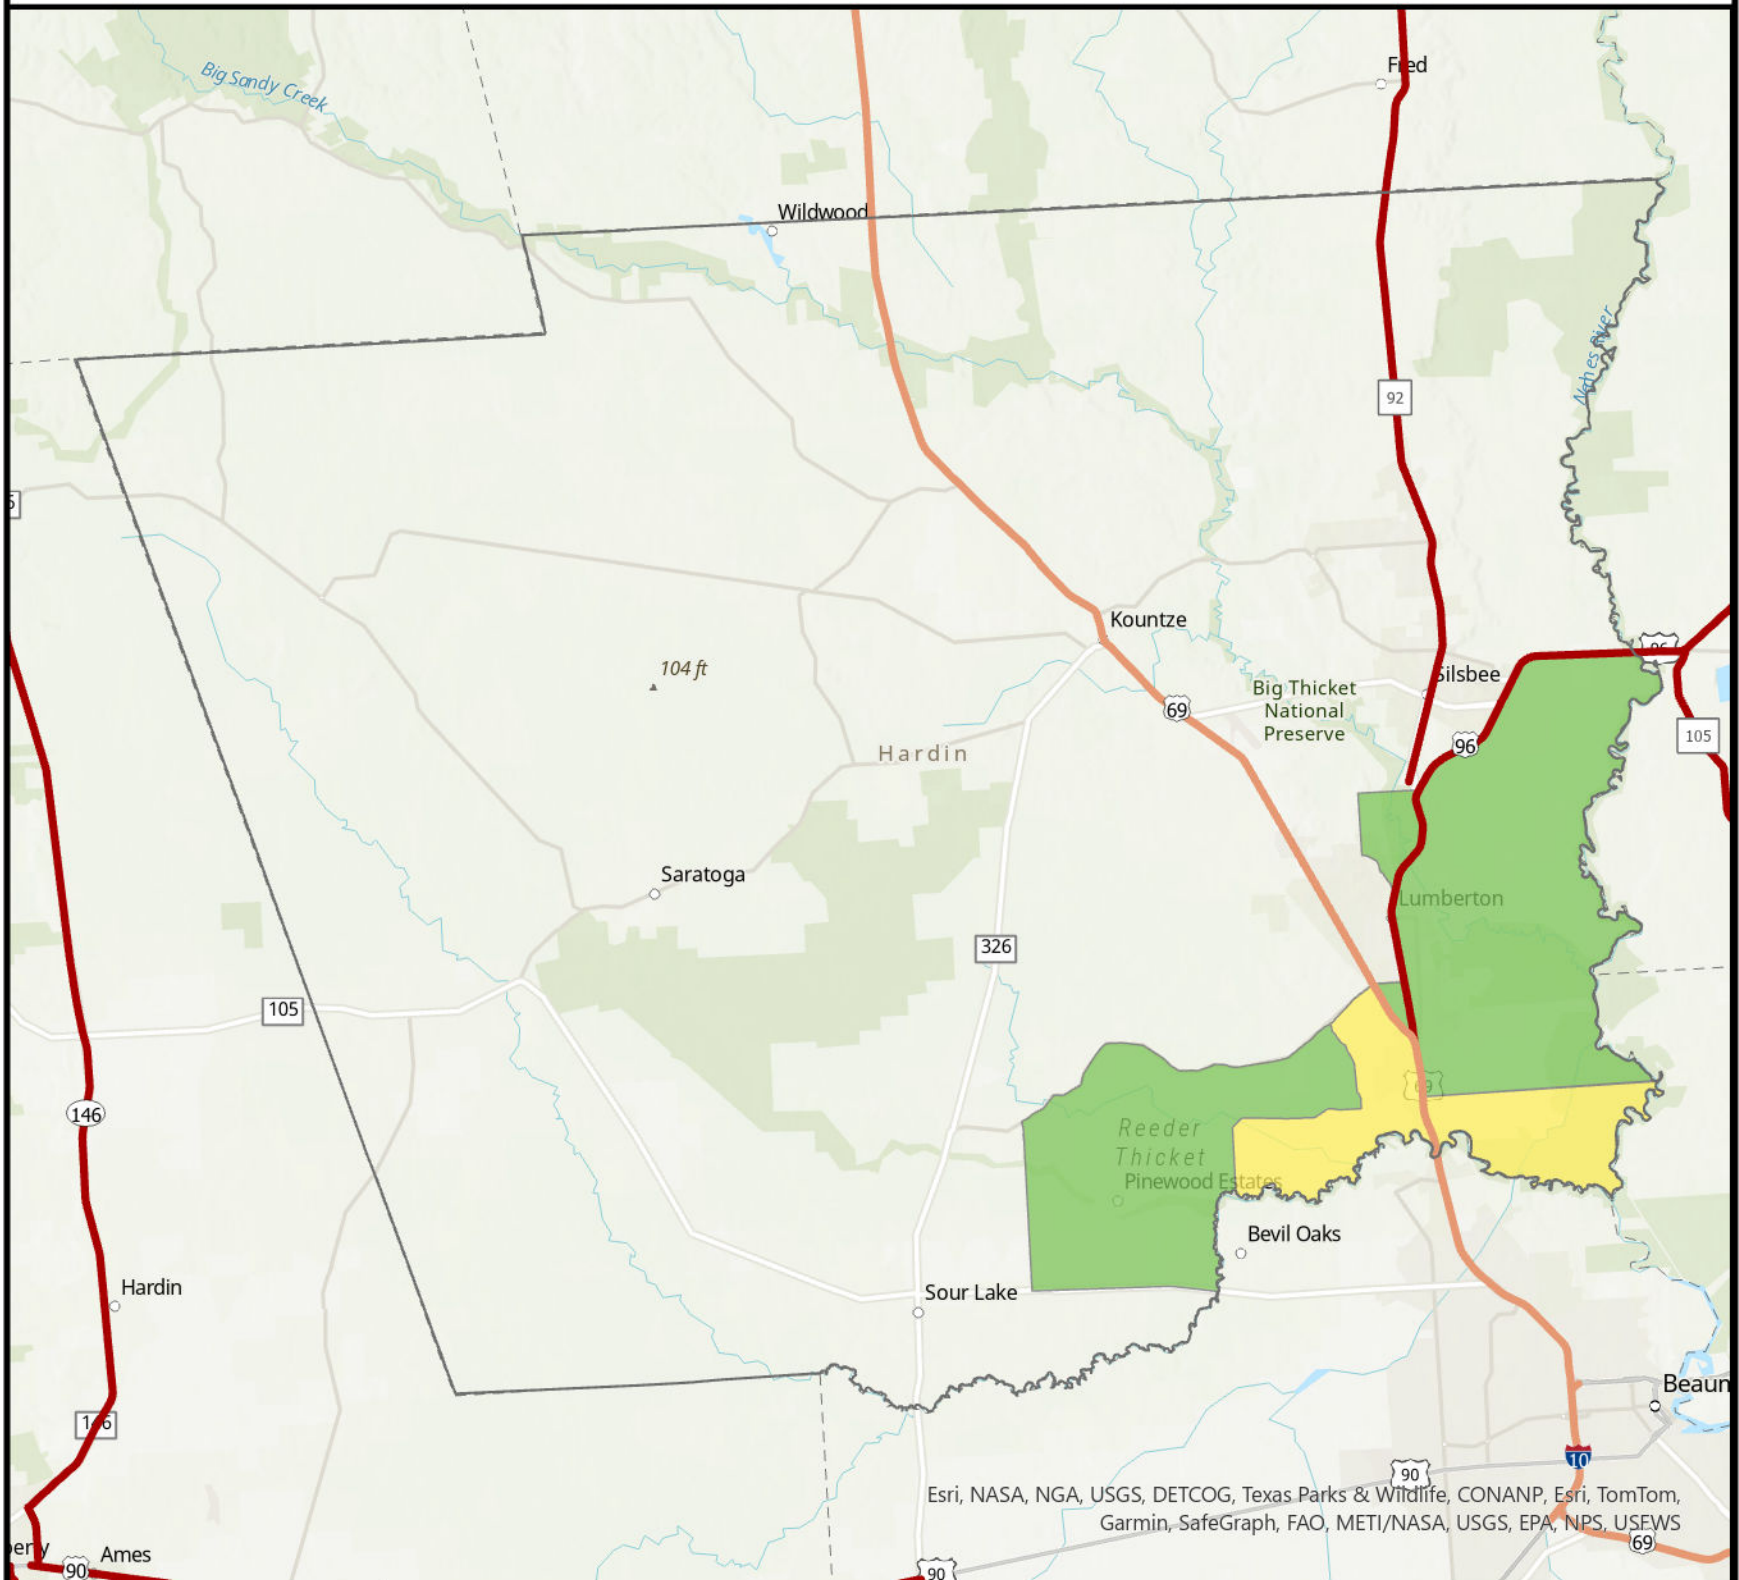 Big Sandy Creek
Fred
Wildwood
Neches River
92
Kountze
104 ft
Silsbee
Big Thicket
National
Preserve
69
96
105
Hardin
Saratoga
Lumberton
326
105
69
146
Reeder
Thicket
Pinewood Estates
Bevil Oaks
Hardin
Sour Lake
146
10
90
Esri, NASA, NGA, USGS, DETCOG, Texas Parks & Wildlife, CONANP, Esri, TomTom,
Garmin, SafeGraph, FAO, METI/NASA, USGS, EPA, NPS, USFWS
69
Ames
90
90